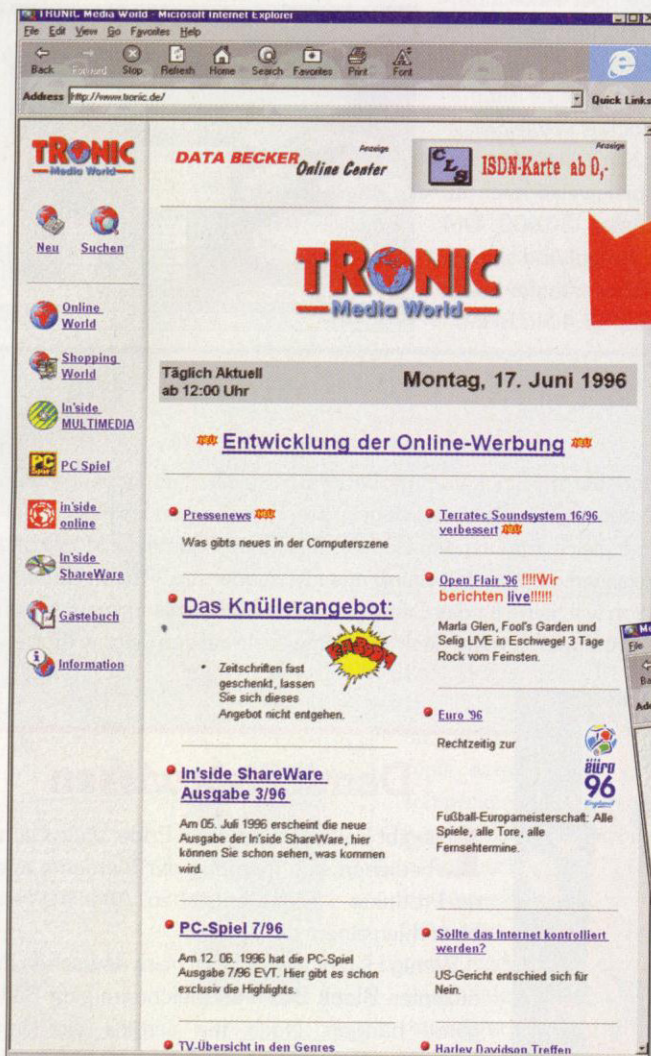 TRONIC Media World - Microsoft Internet Explorer
File Edit View Go Favorites Help
Back Forward Stop Refresh Home Search Favorites Print Font
Address http://www.tronic.de/ Quick Links
TRONIC
Media World
Neu Suchen
Online
World
Shopping
World
In'side
MULTIMEDIA
PC Spiel
in'side
online
In'side
ShareWare
Gästebuch
Information
Anzeige
DATA BECKER
Online Center
Anzeige
CLS ISDN-Karte ab 0,-
TRONIC
Media World
Täglich Aktuell
ab 12:00 Uhr
Montag, 17. Juni 1996
Entwicklung der Online-Werbung
Pressenews
Was gibts neues in der Computerszene
Das Knüllerangebot:
KABOOM
Zeitschriften fast
geschenkt, lassen
Sie sich dieses
Angebot nicht entgehen.
In'side ShareWare
Ausgabe 3/96
Am 05. Juli 1996 erscheint die neue
Ausgabe der In'side ShareWare, hier
können Sie schon sehen, was kommen
wird.
PC-Spiel 7/96
Am 12. 06. 1996 hat die PC-Spiel
Ausgabe 7/96 EVT. Hier gibt es schon
exclusiv die Highlights.
TV-Übersicht in den Genres
Terratec Soundsystem 16/96
verbessert
Open Flair '96 !!!!Wir
berichten live!!!!!!
Marla Glen, Fool's Garden und
Selig LIVE in Eschwege! 3 Tage
Rock vom Feinsten.
Euro '96
Rechtzeitig zur
Euro
96
England
Fußball-Europameisterschaft: Alle
Spiele, alle Tore, alle
Fernsehtermine.
Sollte das Internet kontrolliert
werden?
US-Gericht entschied sich für
Nein.
Harley Davidson Treffen
File